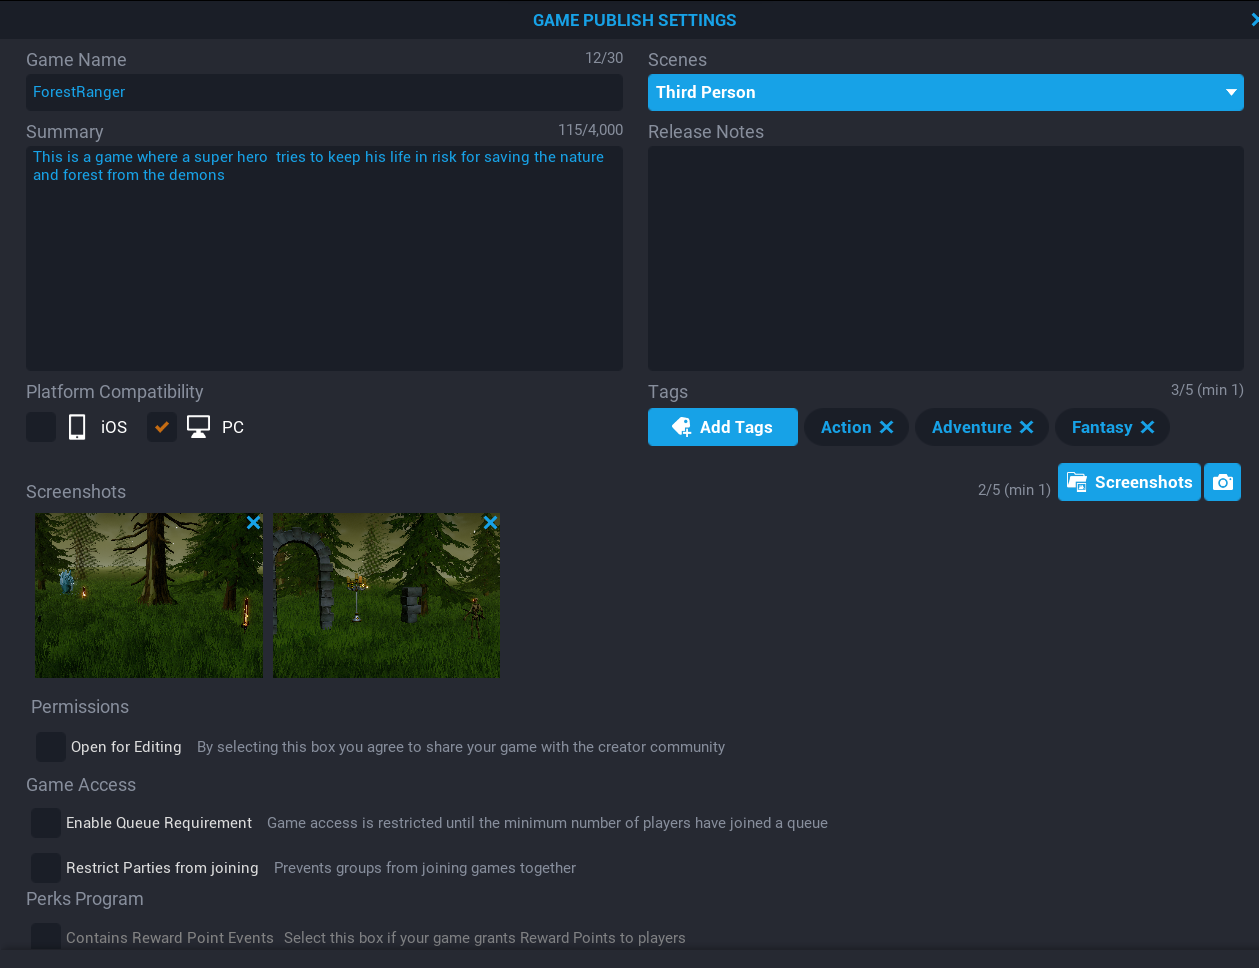 GAME PUBLISH SETTINGS
Game Name
12/30
ForestRanger
Scenes
Third Person
Summary
115/4,000
This is a game where a super hero  tries to keep his life in risk for saving the nature
and forest from the demons
Release Notes
Platform Compatibility
iOS
PC
Tags
3/5 (min 1)
Add Tags
Action
Adventure
Fantasy
Screenshots
2/5 (min 1)
Screenshots
Permissions
Open for Editing
By selecting this box you agree to share your game with the creator community
Game Access
Enable Queue Requirement
Game access is restricted until the minimum number of players have joined a queue
Restrict Parties from joining
Prevents groups from joining games together
Perks Program
Contains Reward Point Events
Select this box if your game grants Reward Points to players